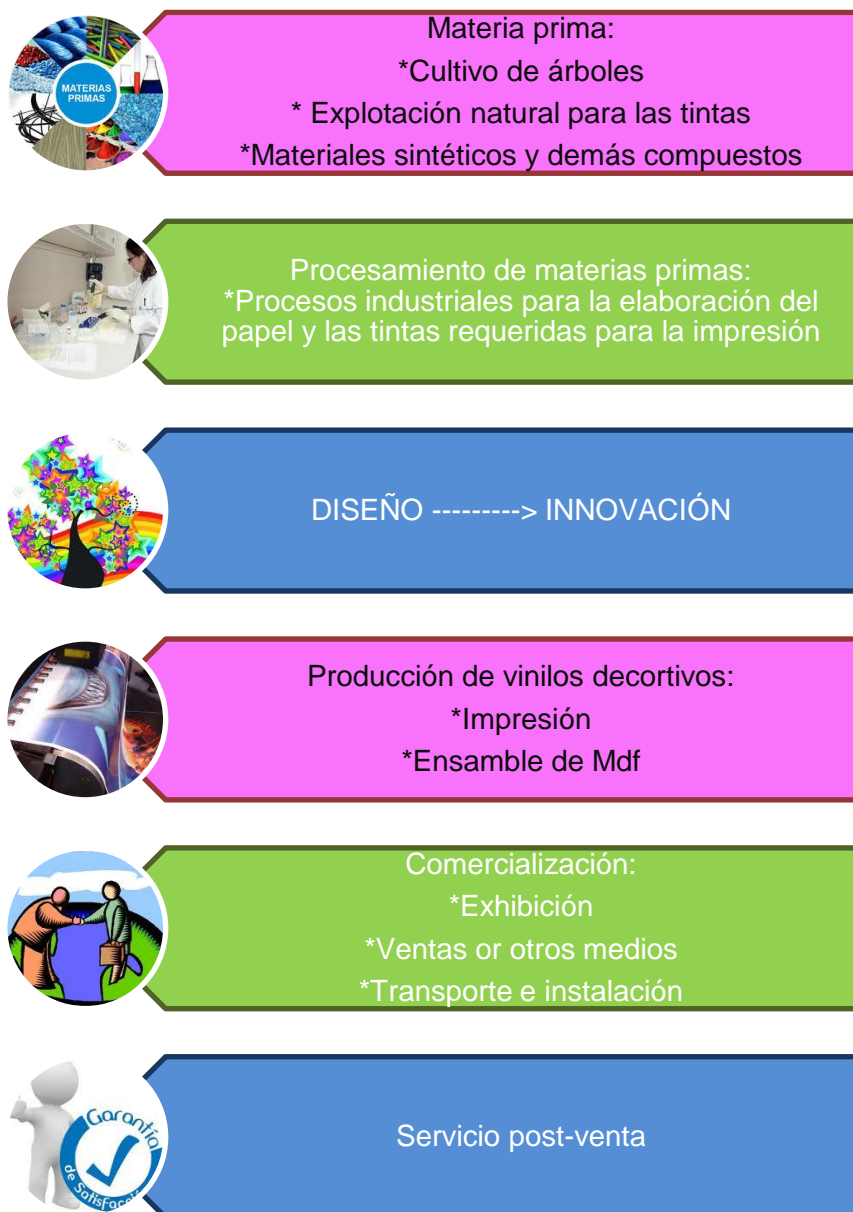 MATERIAS
PRIMAS
Materia prima:
*Cultivo de árboles
* Explotación natural para las tintas
*Materiales sintéticos y demás compuestos
Procesamiento de materias primas:
*Procesos industriales para la elaboración del
papel y las tintas requeridas para la impresión
DISEÑO ---------> INNOVACIÓN
Producción de vinilos decortivos:
*Impresión
*Ensamble de Mdf
Comercialización:
*Exhibición
*Ventas or otros medios
*Transporte e instalación
Garantía
de Satisfac
Servicio post-venta